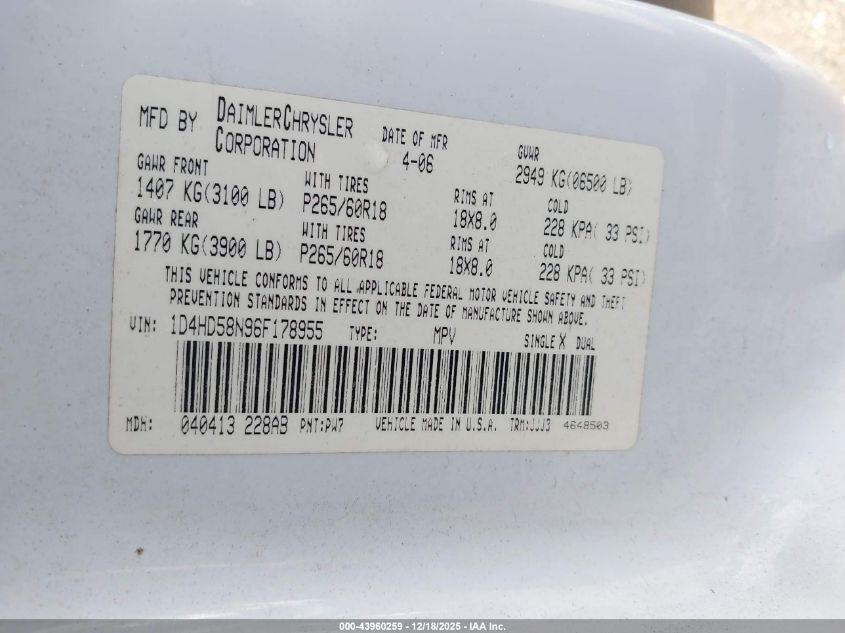 MFD BY DAIMLERCHRYSLER CORPORATION DATE OF MFR 4-06 GVWR 2949 KG(06500 LB)
GAWR FRONT WITH TIRES RIMS AT COLD
1407 KG(3100 LB) P265/60R18 18X8.0 228 KPA( 33 PSI)
GAWR REAR WITH TIRES RIMS AT COLD
1770 KG(3900 LB) P265/60R18 18X8.0 228 KPA( 33 PSI)
THIS VEHICLE CONFORMS TO ALL APPLICABLE FEDERAL MOTOR VEHICLE SAFETY AND THEFT
PREVENTION STANDARDS IN EFFECT ON THE DATE OF MANUFACTURE SHOWN ABOVE.
VIN: 1D4HD58N96F178955 TYPE: MPV SINGLE X DUAL
MDH: 040413 228AB PNT:PW7 VEHICLE MADE IN U.S.A. TRM:JJJ3 4648503
000-43960259 - 12/18/2025 - IAA Inc.